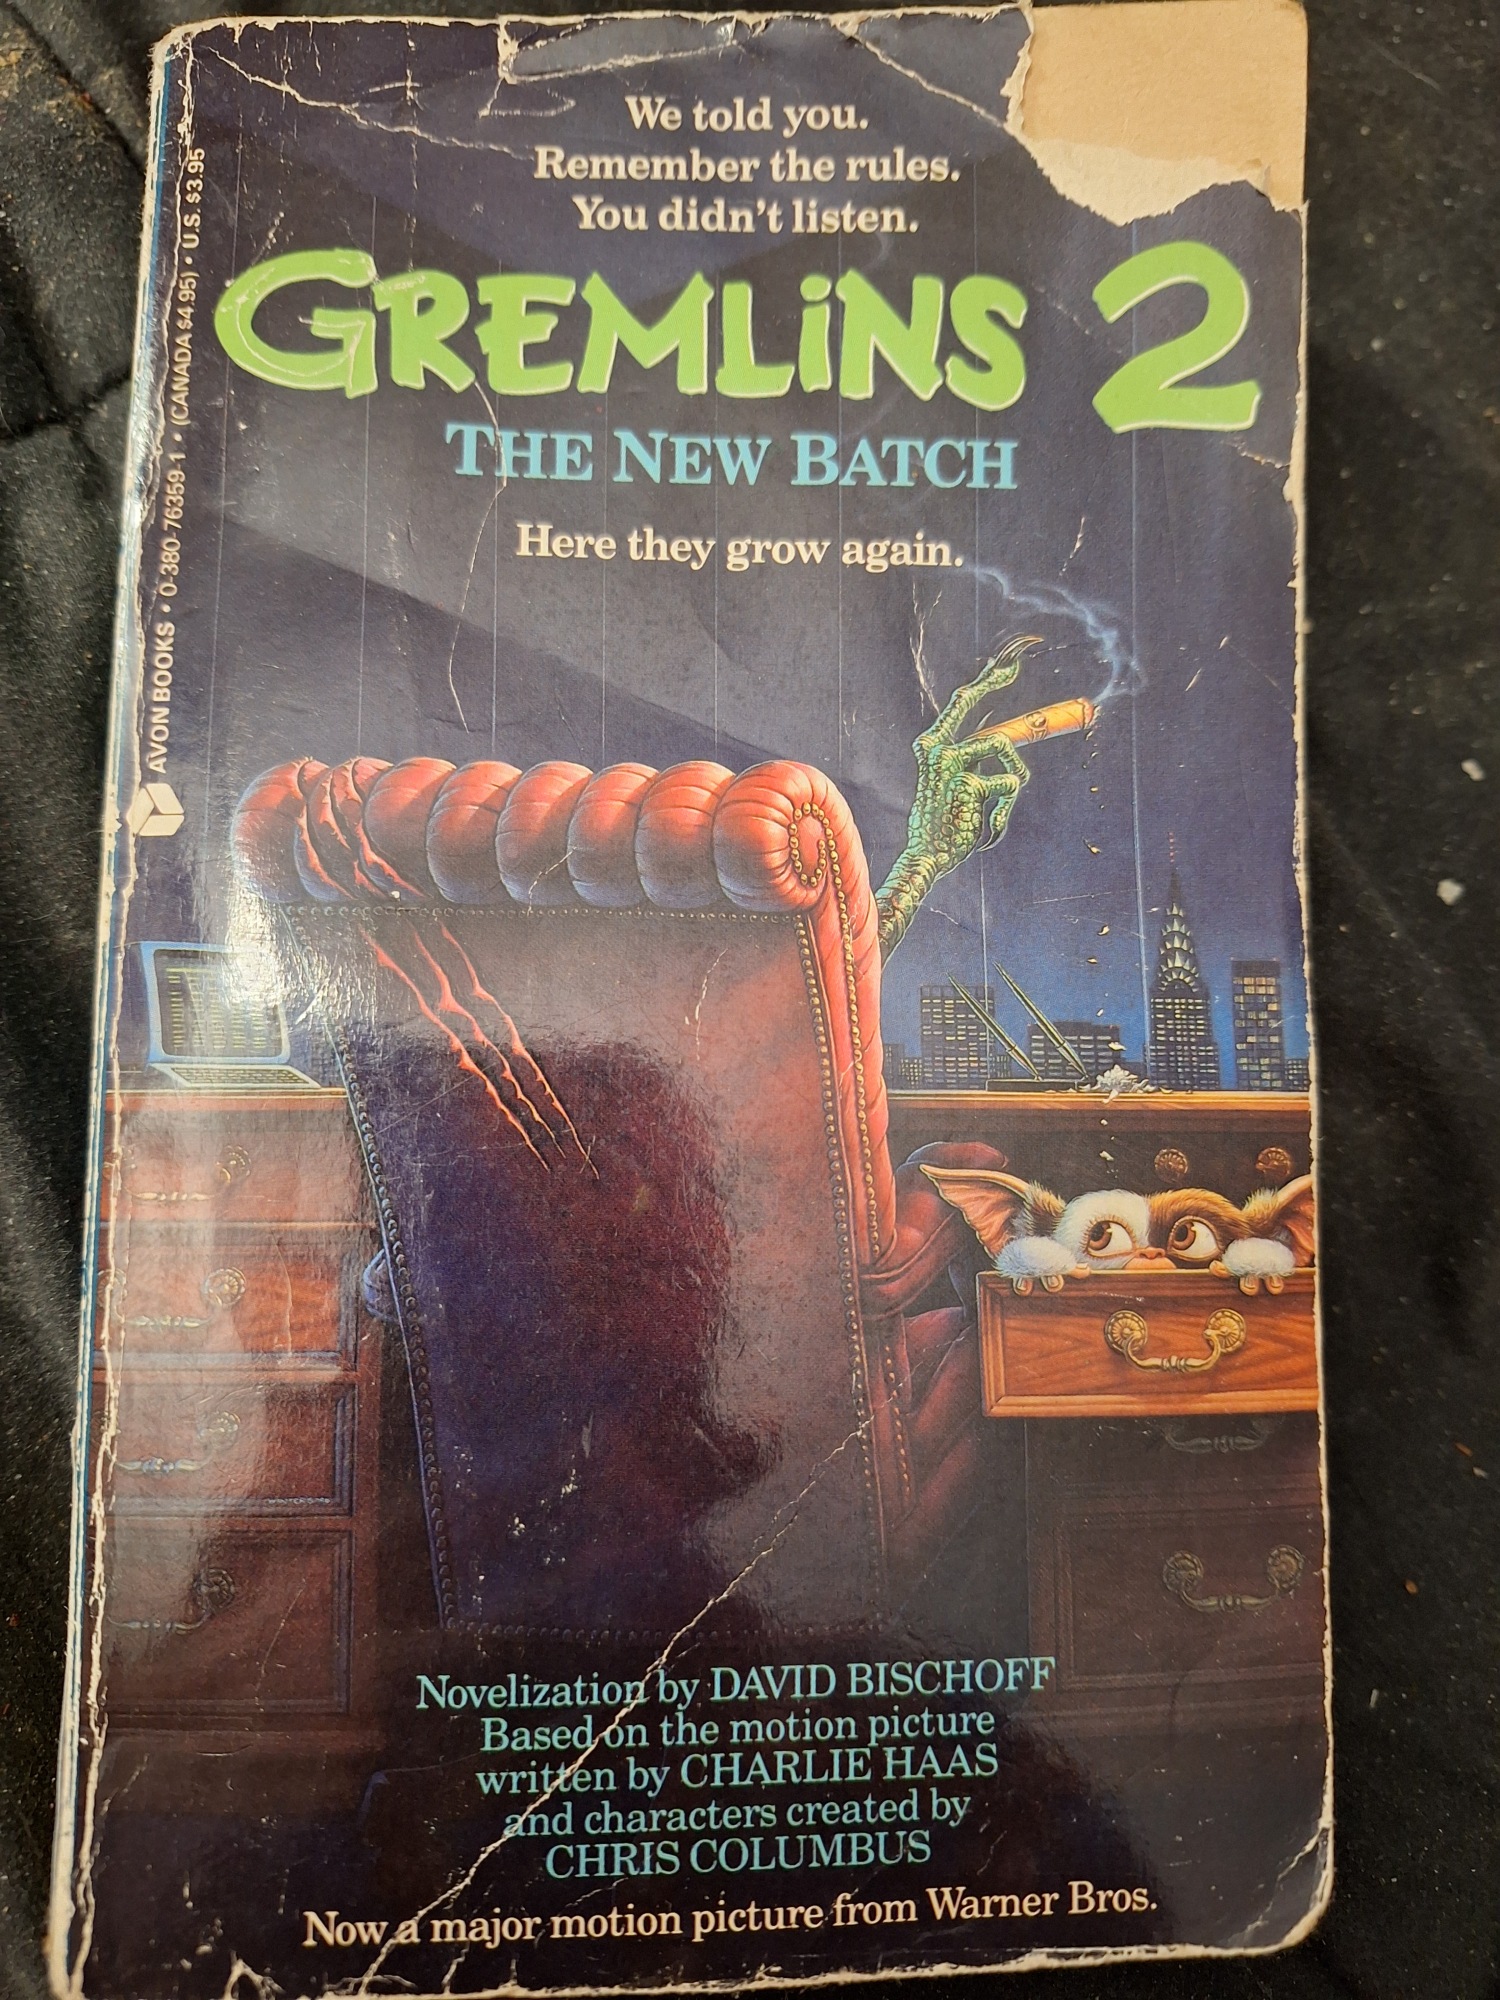 We told you.
Remember the rules.
You didn't listen.
GREMLiNS 2
THE NEW BATCH
Here they grow again.
AVON BOOKS • 0-380-76359-1 • (CANADA $4.95) • U.S. $3.95
Novelization by DAVID BISCHOFF
Based on the motion picture
written by CHARLIE HAAS
and characters created by
CHRIS COLUMBUS
Now a major motion picture from Warner Bros.